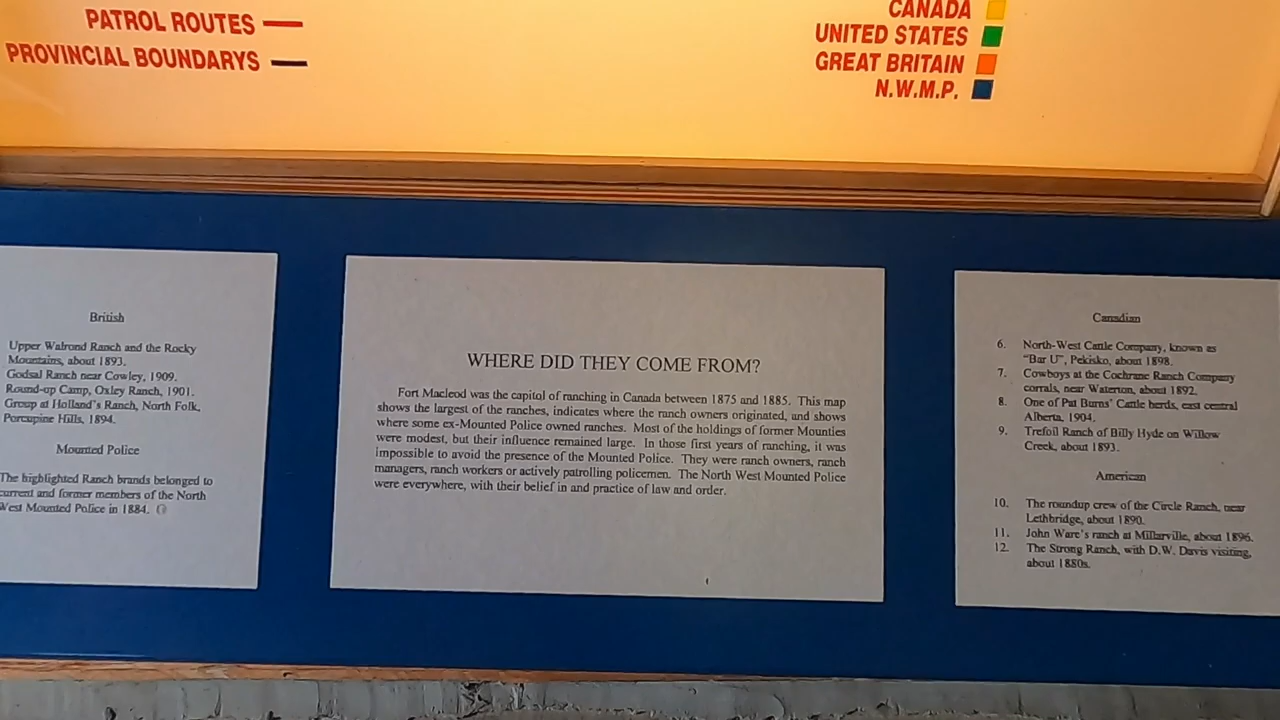 PATROL ROUTES
PROVINCIAL BOUNDARYS
CANADA
UNITED STATES
GREAT BRITAIN
N.W.M.P.
British
Upper Walrond Ranch and the Rocky
Mountains, about 1893.
Godsal Ranch near Cowley, 1909.
Round-up Camp, Oxley Ranch, 1901.
Group at Holland's Ranch, North Folk,
Porcupine Hills, 1894.
Mounted Police
The highlighted Ranch brands belonged to
current and former members of the North
West Mounted Police in 1884.
WHERE DID THEY COME FROM?
Fort Macleod was the capitol of ranching in Canada between 1875 and 1885. This map
shows the largest of the ranches, indicates where the ranch owners originated, and shows
where some ex-Mounted Police owned ranches. Most of the holdings of former Mounties
were modest, but their influence remained large. In those first years of ranching, it was
impossible to avoid the presence of the Mounted Police. They were ranch owners, ranch
managers, ranch workers or actively patrolling policemen. The North West Mounted Police
were everywhere, with their belief in and practice of law and order.
Canadian
6. North-West Cattle Company, known as
"Bar U", Pekisko, about 1898.
7. Cowboys at the Cochrane Ranch Company
corrals, near Waterton, about 1892.
8. One of Pat Burns' Cattle herds, east central
Alberta, 1904.
9. Trefoil Ranch of Billy Hyde on Willow
Creek, about 1893.
American
10. The roundup crew of the Circle Ranch, near
Lethbridge, about 1890.
11. John Ware's ranch at Millarville, about 1896.
12. The Strong Ranch, with D.W. Davis visiting,
about 1880s.